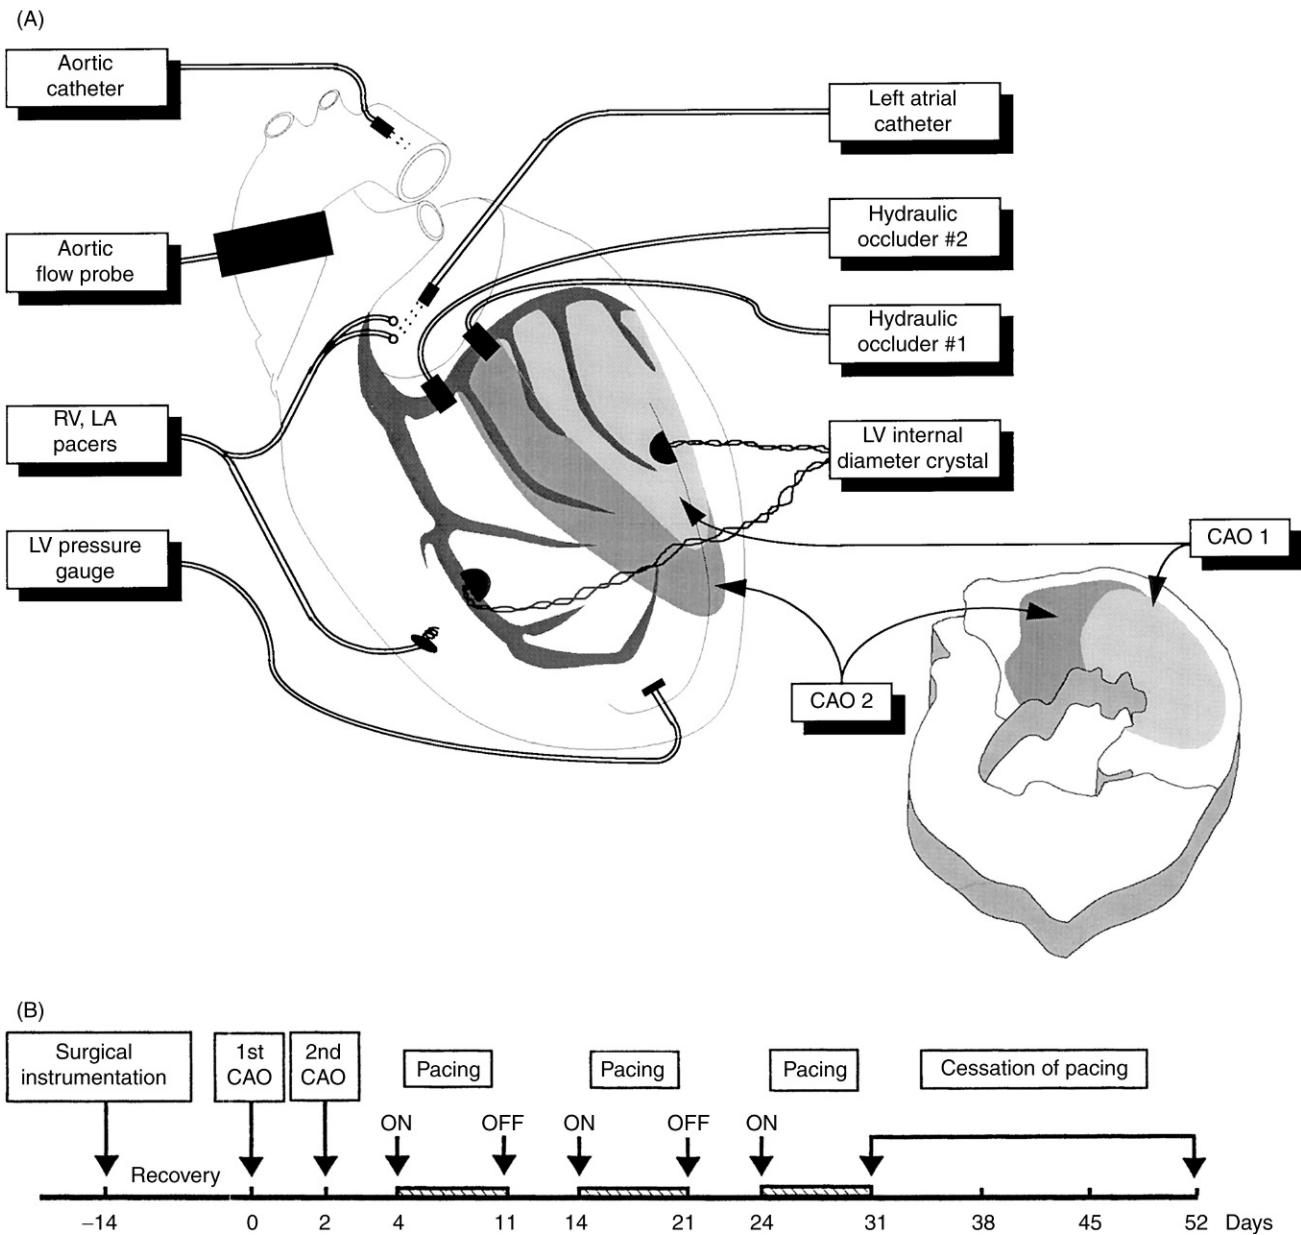 (A)
Aortic
catheter
Left atrial
catheter
Hydraulic
occluder #2
Aortic
flow probe
Hydraulic
occluder #1
RV, LA
pacers
LV internal
diameter crystal
LV pressure
gauge
CAO 1
CAO 2
(B)
Surgical
instrumentation
1st
CAO
2nd
CAO
Pacing
Pacing
Pacing
Cessation of pacing
ON
OFF
ON
OFF
ON
Recovery
–14 0 2 4 11 14 21 24 31 38 45 52 Days